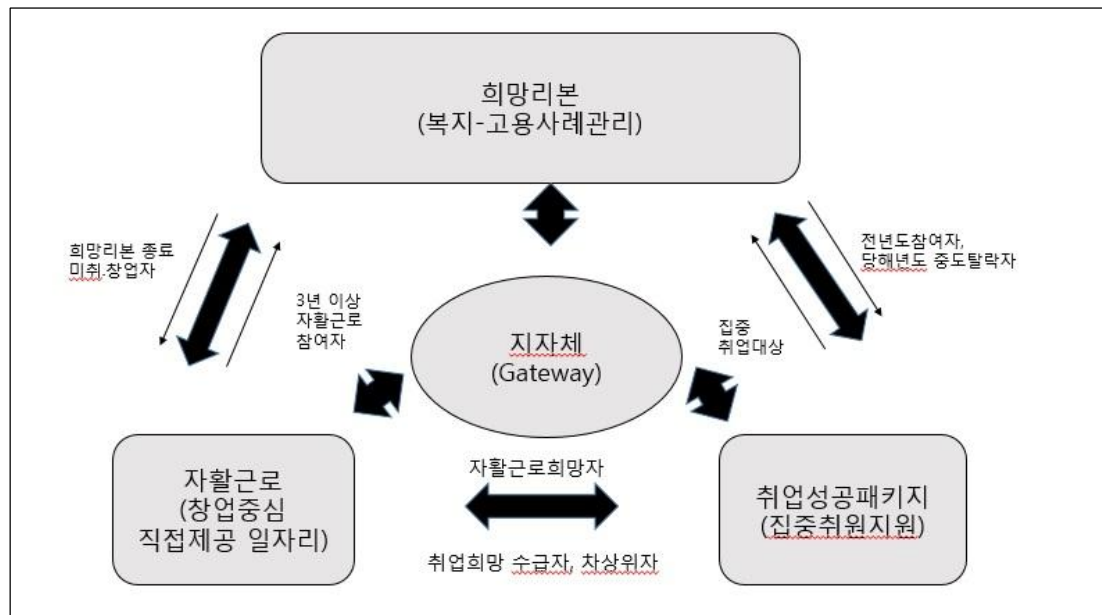 희망리본
(복지-고용사례관리)
희망리본 종료
미취.창업자
3년 이상
자활근로
참여자
전년도참여자,
당해년도 중도탈락자
집중
취업대상
지자체
(Gateway)
자활근로
(창업중심
직접제공 일자리)
자활근로희망자
취업희망 수급자, 차상위자
취업성공패키지
(집중취원지원)